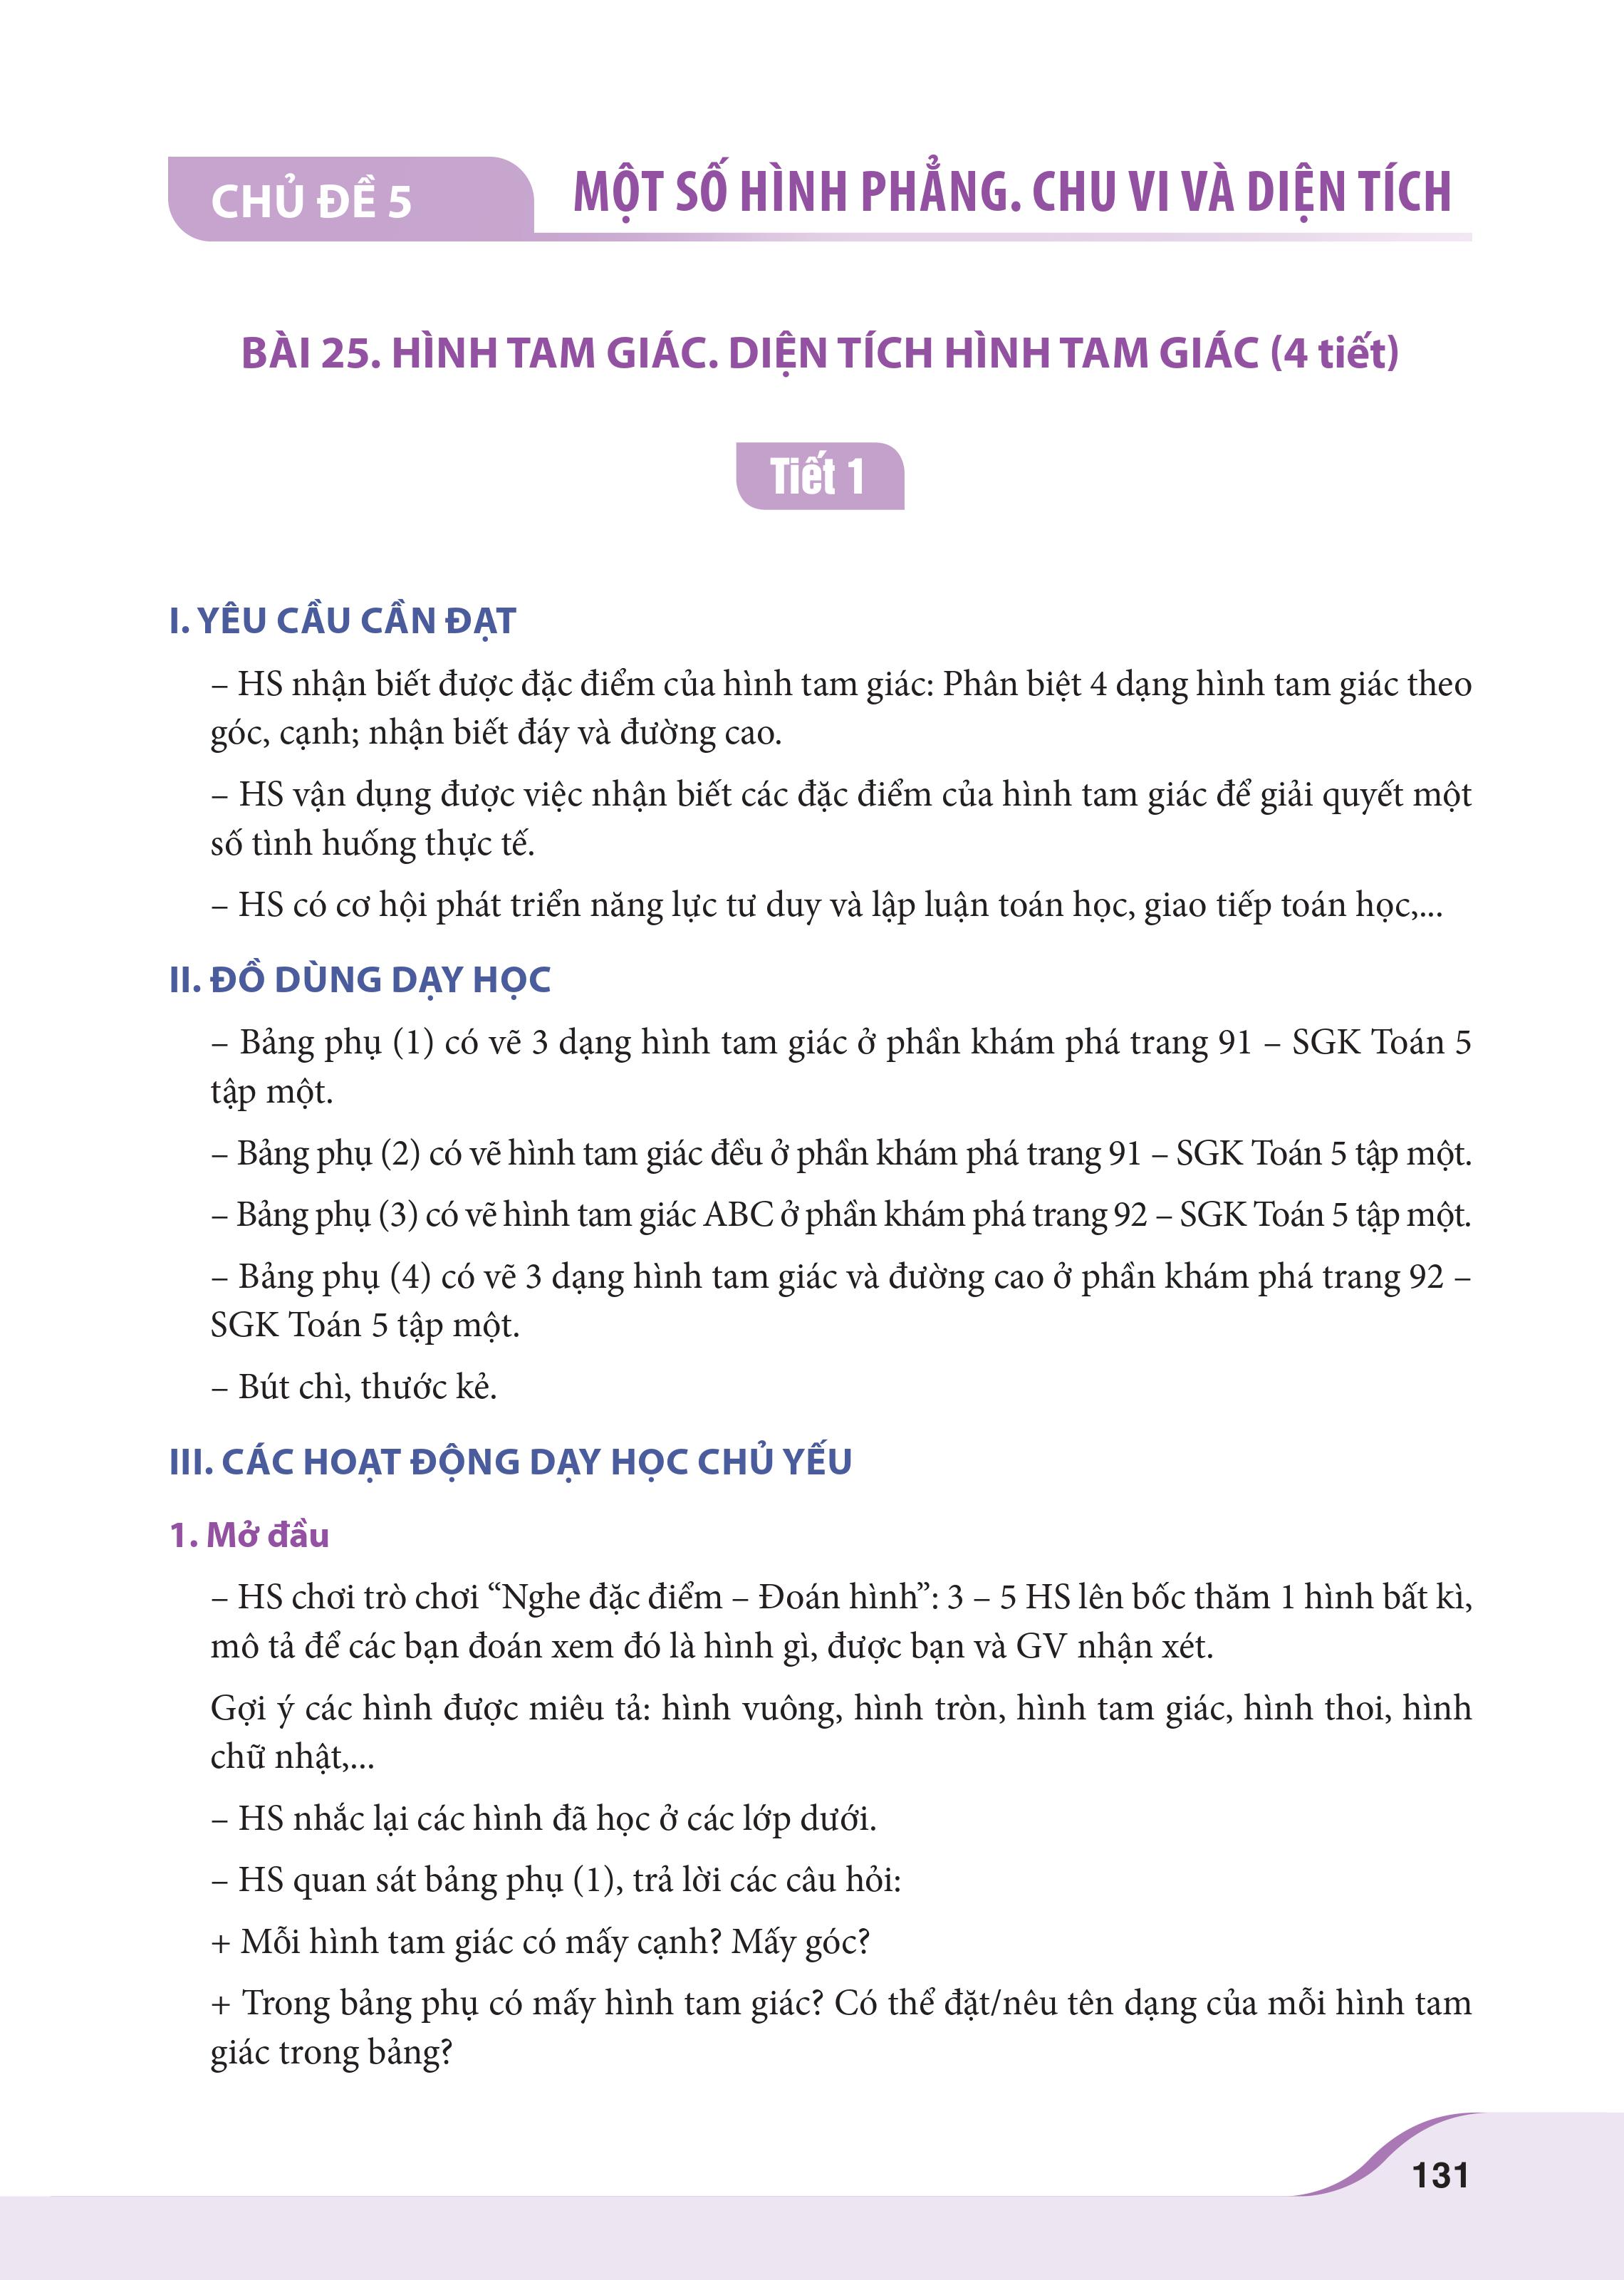 CHỦ ĐỀ 5
MỘT SỐ HÌNH PHẲNG. CHU VI VÀ DIỆN TÍCH
BÀI 25. HÌNH TAM GIÁC. DIỆN TÍCH HÌNH TAM GIÁC (4 tiết)
Tiết 1
I. YÊU CẦU CẦN ĐẠT
– HS nhận biết được đặc điểm của hình tam giác: Phân biệt 4 dạng hình tam giác theo
góc, cạnh; nhận biết đáy và đường cao.
– HS vận dụng được việc nhận biết các đặc điểm của hình tam giác để giải quyết một
số tình huống thực tế.
– HS có cơ hội phát triển năng lực tư duy và lập luận toán học, giao tiếp toán học,...
II. ĐỒ DÙNG DẠY HỌC
– Bảng phụ (1) có vẽ 3 dạng hình tam giác ở phần khám phá trang 91 – SGK Toán 5
tập một.
– Bảng phụ (2) có vẽ hình tam giác đều ở phần khám phá trang 91 – SGK Toán 5 tập một.
– Bảng phụ (3) có vẽ hình tam giác ABC ở phần khám phá trang 92 – SGK Toán 5 tập một.
– Bảng phụ (4) có vẽ 3 dạng hình tam giác và đường cao ở phần khám phá trang 92 –
SGK Toán 5 tập một.
– Bút chì, thước kẻ.
III. CÁC HOẠT ĐỘNG DẠY HỌC CHỦ YẾU
1. Mở đầu
– HS chơi trò chơi “Nghe đặc điểm – Đoán hình”: 3 – 5 HS lên bốc thăm 1 hình bất kì,
mô tả để các bạn đoán xem đó là hình gì, được bạn và GV nhận xét.
Gợi ý các hình được miêu tả: hình vuông, hình tròn, hình tam giác, hình thoi, hình
chữ nhật,...
– HS nhắc lại các hình đã học ở các lớp dưới.
– HS quan sát bảng phụ (1), trả lời các câu hỏi:
+ Mỗi hình tam giác có mấy cạnh? Mấy góc?
+ Trong bảng phụ có mấy hình tam giác? Có thể đặt/nêu tên dạng của mỗi hình tam
giác trong bảng?
131